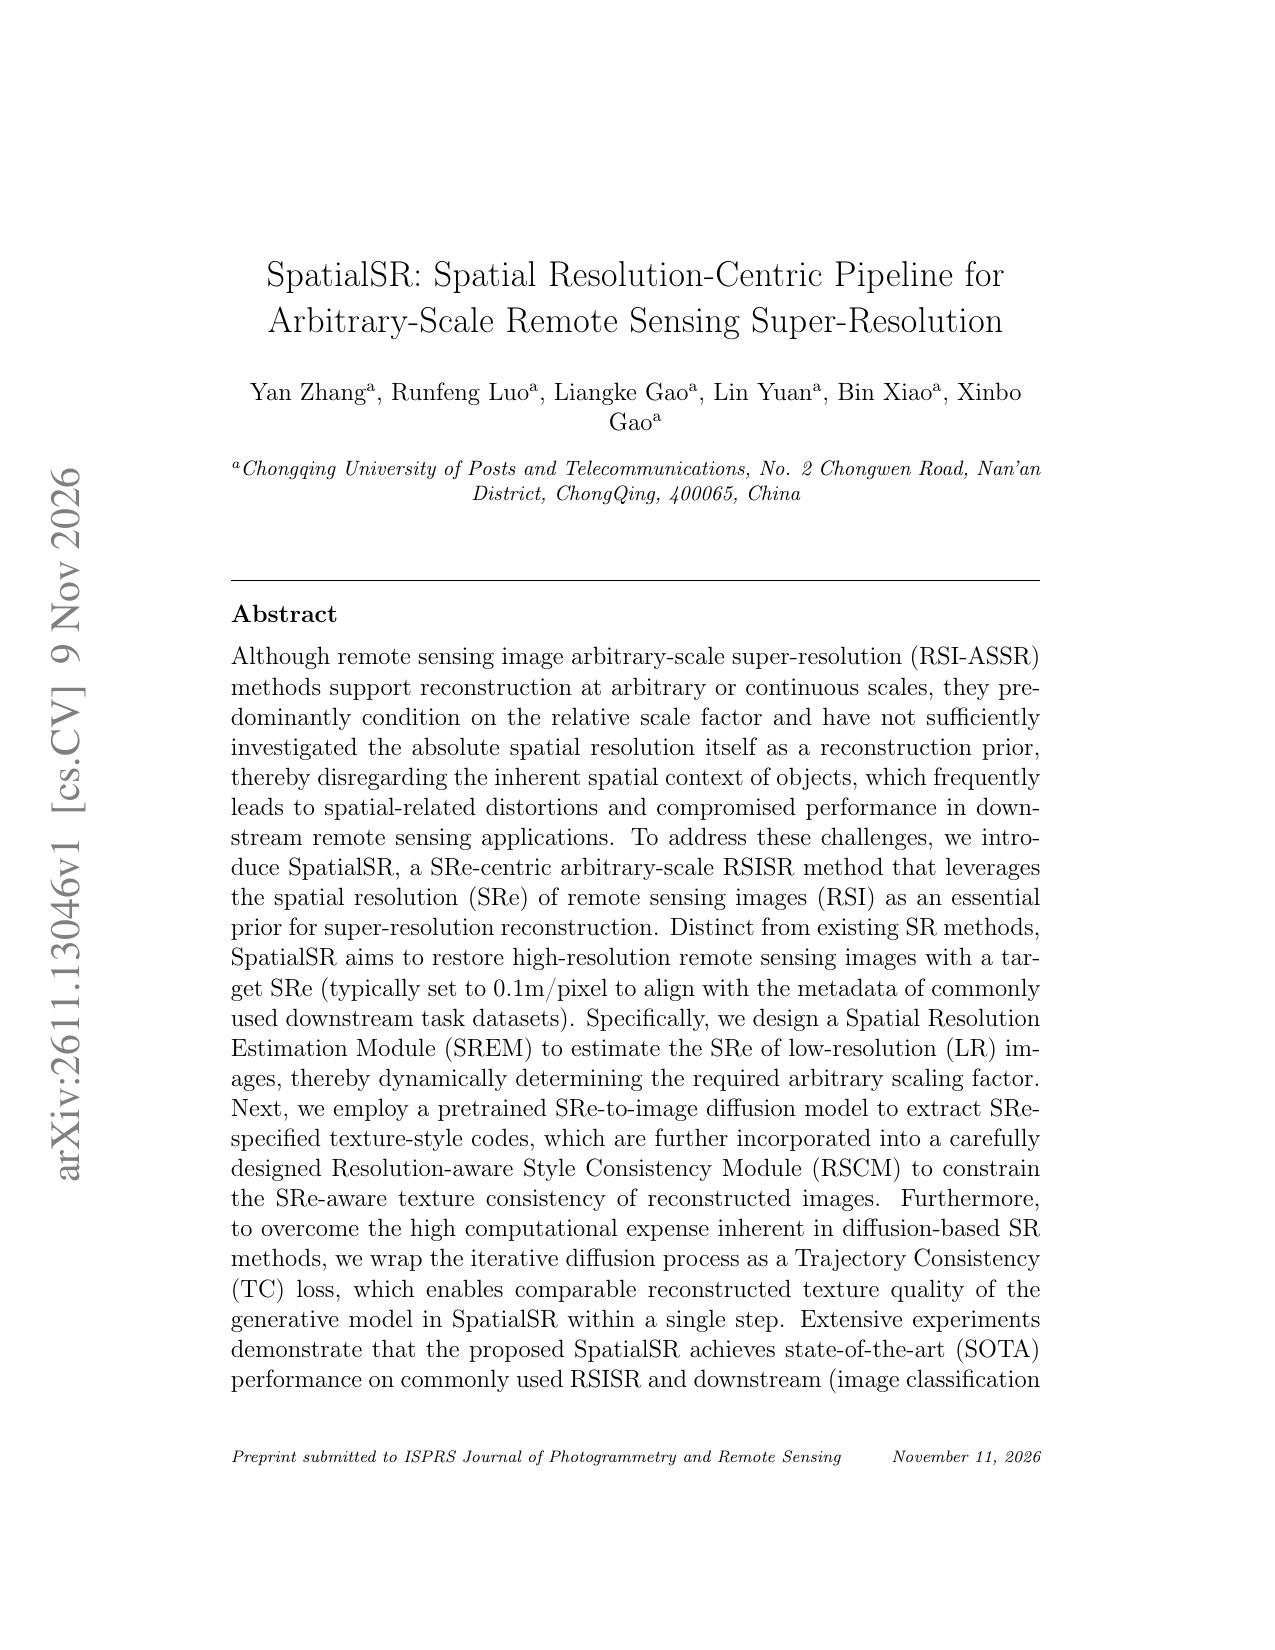 SpatialSR: Spatial Resolution-Centric Pipeline for
Arbitrary-Scale Remote Sensing Super-Resolution
Yan Zhangᵃ, Runfeng Luoᵃ, Liangke Gaoᵃ, Lin Yuanᵃ, Bin Xiaoᵃ, Xinbo
Gaoᵃ
ᵃChongqing University of Posts and Telecommunications, No. 2 Chongwen Road, Nan'an
District, ChongQing, 400065, China
Abstract
Although remote sensing image arbitrary-scale super-resolution (RSI-ASSR)
methods support reconstruction at arbitrary or continuous scales, they pre-
dominantly condition on the relative scale factor and have not sufficiently
investigated the absolute spatial resolution itself as a reconstruction prior,
thereby disregarding the inherent spatial context of objects, which frequently
leads to spatial-related distortions and compromised performance in down-
stream remote sensing applications. To address these challenges, we intro-
duce SpatialSR, a SRe-centric arbitrary-scale RSISR method that leverages
the spatial resolution (SRe) of remote sensing images (RSI) as an essential
prior for super-resolution reconstruction. Distinct from existing SR methods,
SpatialSR aims to restore high-resolution remote sensing images with a tar-
get SRe (typically set to 0.1m/pixel to align with the metadata of commonly
used downstream task datasets). Specifically, we design a Spatial Resolution
Estimation Module (SREM) to estimate the SRe of low-resolution (LR) im-
ages, thereby dynamically determining the required arbitrary scaling factor.
Next, we employ a pretrained SRe-to-image diffusion model to extract SRe-
specified texture-style codes, which are further incorporated into a carefully
designed Resolution-aware Style Consistency Module (RSCM) to constrain
the SRe-aware texture consistency of reconstructed images. Furthermore,
to overcome the high computational expense inherent in diffusion-based SR
methods, we wrap the iterative diffusion process as a Trajectory Consistency
(TC) loss, which enables comparable reconstructed texture quality of the
generative model in SpatialSR within a single step. Extensive experiments
demonstrate that the proposed SpatialSR achieves state-of-the-art (SOTA)
performance on commonly used RSISR and downstream (image classification
Preprint submitted to ISPRS Journal of Photogrammetry and Remote Sensing November 11, 2026
arXiv:2611.13046v1 [cs.CV] 9 Nov 2026